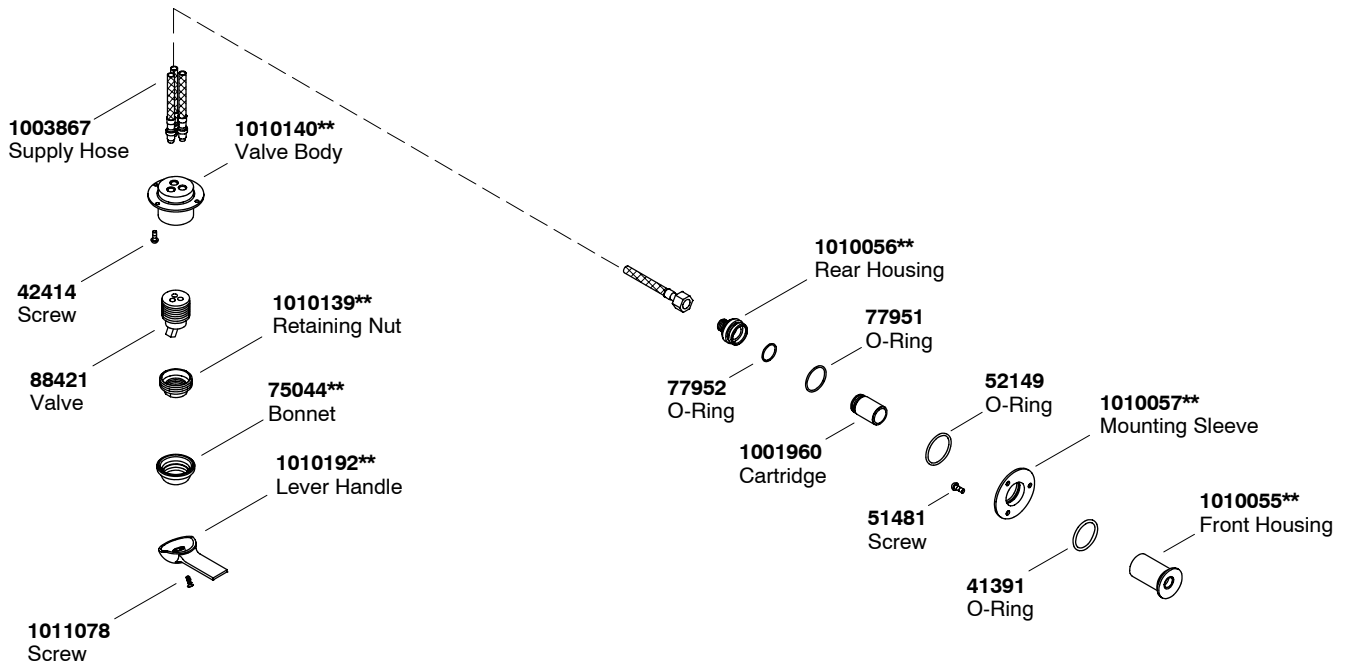 1003867
Supply Hose
1010140**
Valve Body
42414
Screw
1010139**
Retaining Nut
88421
Valve
75044**
Bonnet
1010192**
Lever Handle
1011078
Screw
1010056**
Rear Housing
77951
O-Ring
77952
O-Ring
52149
O-Ring
1001960
Cartridge
1010057**
Mounting Sleeve
51481
Screw
1010055**
Front Housing
41391
O-Ring